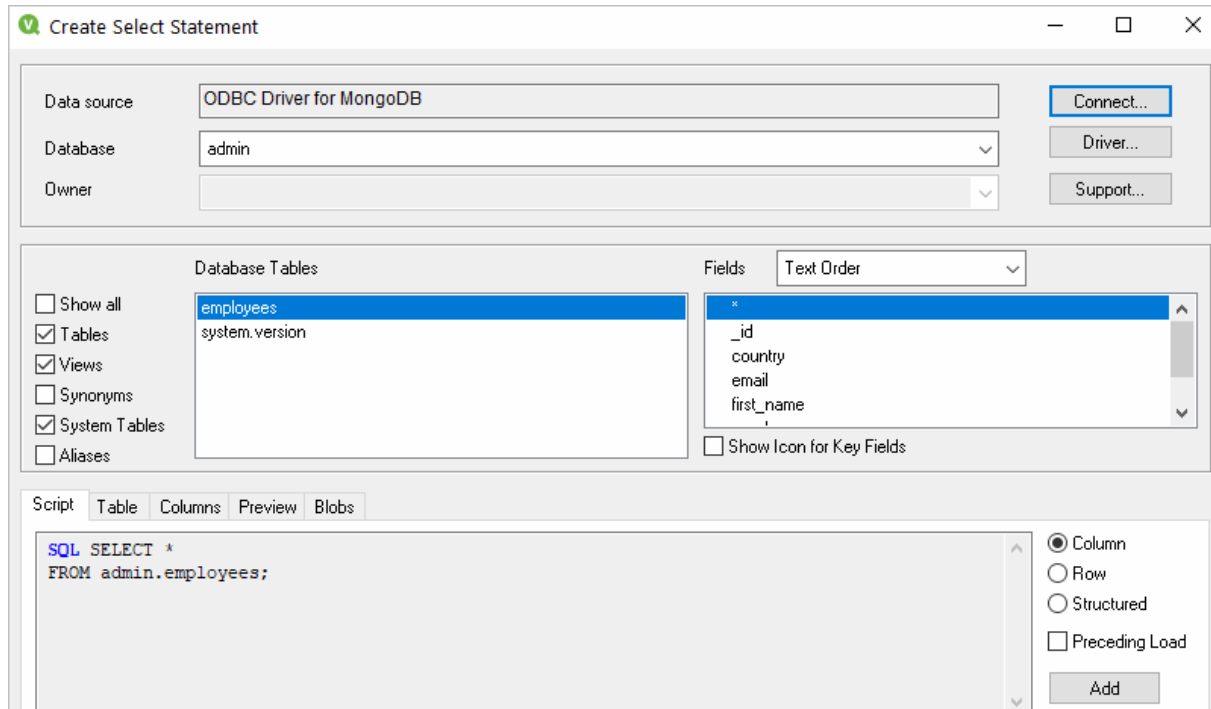 Create Select Statement
Data source
ODBC Driver for MongoDB
Connect...
Database
admin
Driver...
Owner
Support...
Database Tables
Fields
Text Order
Show all
Tables
Views
Synonyms
System Tables
Aliases
employees
system.version
*
_id
country
email
first_name
Show Icon for Key Fields
Script
Table
Columns
Preview
Blobs
SQL SELECT *
FROM admin.employees;
Column
Row
Structured
Preceding Load
Add